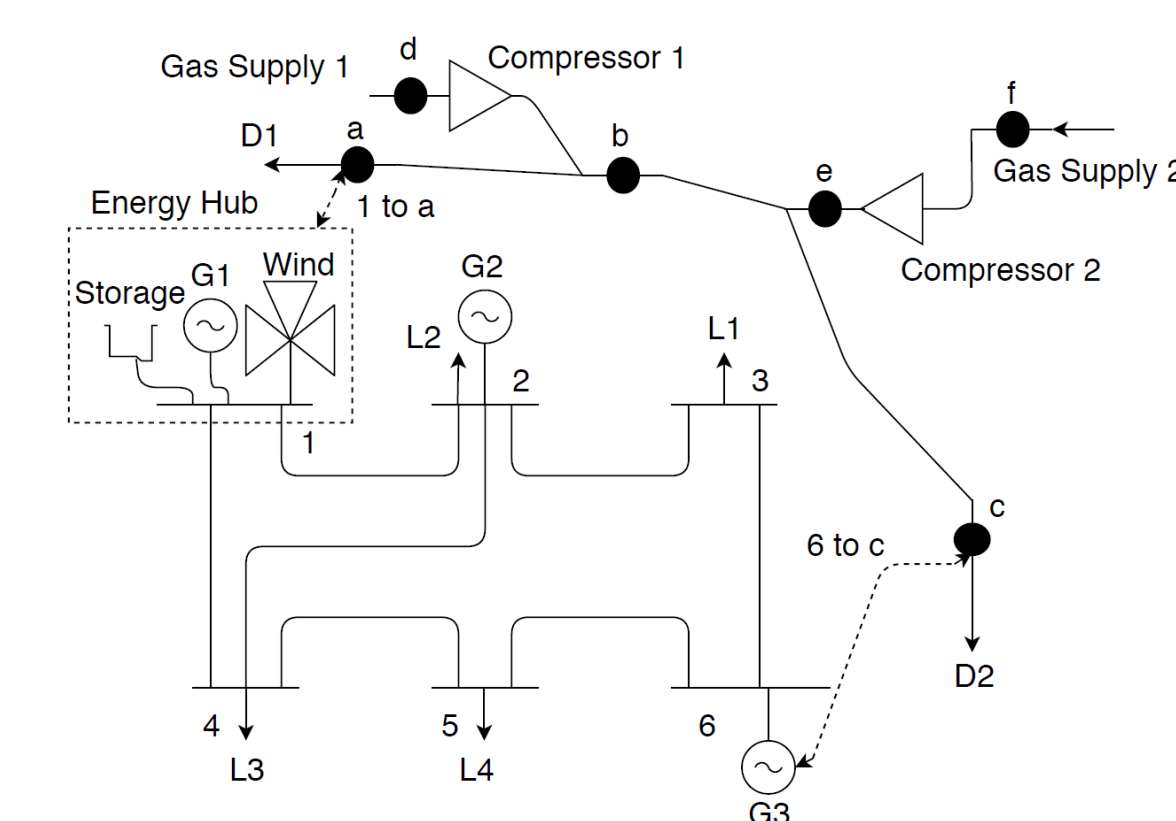 d
Compressor 1
Gas Supply 1
f
D1
a
b
Gas Supply 2
e
Energy Hub
1 to a
Compressor 2
Storage
G1
Wind
G2
L2
L1
2
3
1
c
6 to c
D2
4
5
6
L3
L4
G3